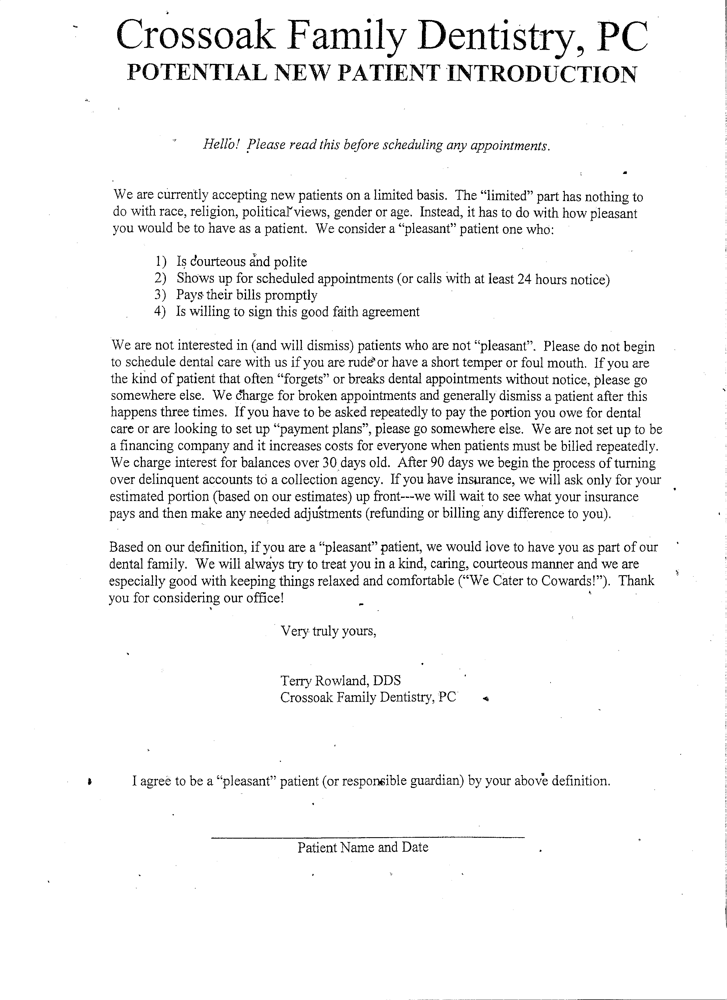 Crossoak Family Dentistry, PC
POTENTIAL NEW PATIENT INTRODUCTION
Hello! Please read this before scheduling any appointments.
We are currently accepting new patients on a limited basis. The “limited” part has nothing to
do with race, religion, political views, gender or age. Instead, it has to do with how pleasant
you would be to have as a patient. We consider a “pleasant” patient one who:
1) Is courteous and polite
2) Shows up for scheduled appointments (or calls with at least 24 hours notice)
3) Pays their bills promptly
4) Is willing to sign this good faith agreement
We are not interested in (and will dismiss) patients who are not “pleasant”. Please do not begin
to schedule dental care with us if you are rude or have a short temper or foul mouth. If you are
the kind of patient that often “forgets” or breaks dental appointments without notice, please go
somewhere else. We charge for broken appointments and generally dismiss a patient after this
happens three times. If you have to be asked repeatedly to pay the portion you owe for dental
care or are looking to set up “payment plans”, please go somewhere else. We are not set up to be
a financing company and it increases costs for everyone when patients must be billed repeatedly.
We charge interest for balances over 30 days old. After 90 days we begin the process of turning
over delinquent accounts to a collection agency. If you have insurance, we will ask only for your
estimated portion (based on our estimates) up front---we will wait to see what your insurance
pays and then make any needed adjustments (refunding or billing any difference to you).
Based on our definition, if you are a “pleasant” patient, we would love to have you as part of our
dental family. We will always try to treat you in a kind, caring, courteous manner and we are
especially good with keeping things relaxed and comfortable (“We Cater to Cowards!”). Thank
you for considering our office!
Very truly yours,
Terry Rowland, DDS
Crossoak Family Dentistry, PC
I agree to be a “pleasant” patient (or responsible guardian) by your above definition.
Patient Name and Date